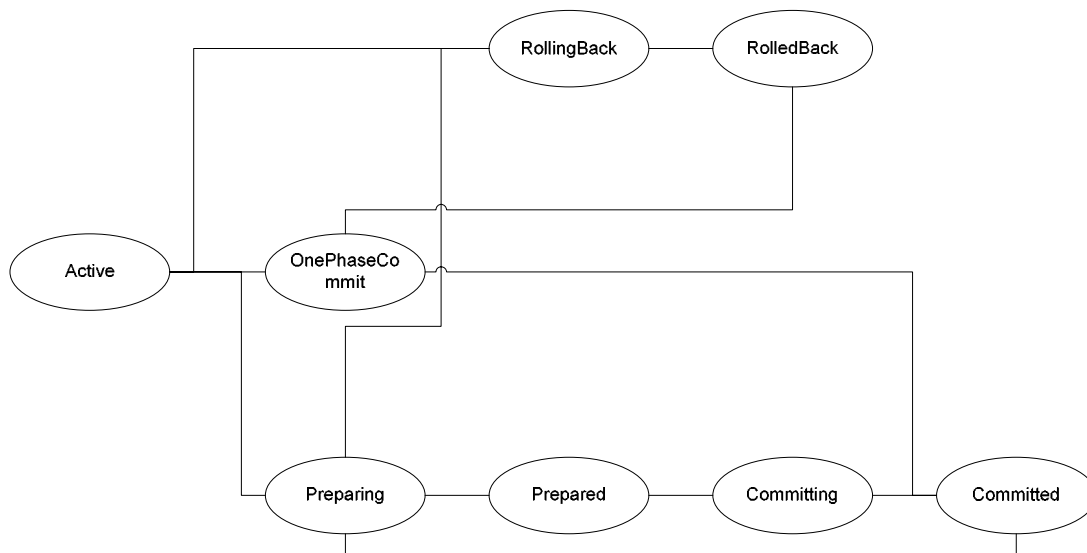 RollingBack
RolledBack
Active
OnePhaseCo
mmit
Preparing
Prepared
Committing
Committed